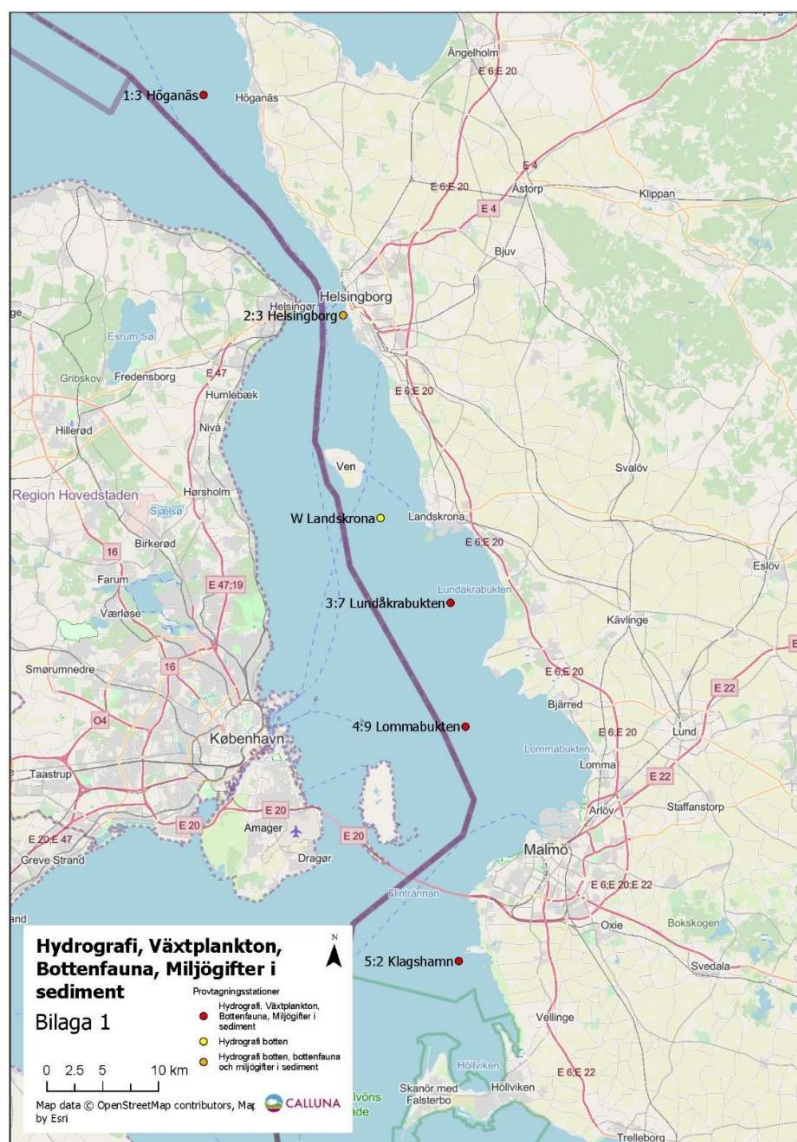 Ängelholm
E 6;E 20
1:3 Höganäs
Höganäs
E 4
E 6;E 20
Åstorp
Klippan
E 4
Bjuv
Helsingborg
Helsingør
2:3 Helsingborg
Esrum Sø
Gribskov
Fredensborg
E 47
E 6;E 20
Humlebæk
Hillerød
Nivå
Ven
Svalöv
Region Hovedstaden
Hørsholm
Sjælsø
W Landskrona
Landskrona
16
Birkerød
E 6;E 20
Eslöv
Farum
E 47;19
Lundåkrabukten
Værløse
3:7 Lundåkrabukten
Kävlinge
E 6;E 20
Smørumnedre
16
E 22
Bjärred
O4
4:9 Lommabukten
Lund
København
Lommabukten
Lomma
Taastrup
E 22
Arlöv
Staffanstorp
E 20
E 20
E 20
Amager
E 20;E 47
Malmö
Greve Strand
Dragør
E 6;E 20;E 22
Flintrännan
Bokskogen
Oxie
5:2 Klagshamn
Svedala
Vellinge
Höllviken
E 6;E 22
Skanör med
Falsterbo
Höllviken
Trelleborg
Hydrografi, Växtplankton,
Bottenfauna, Miljögifter i
sediment
Bilaga 1
N
Provtagningsstationer
Hydrografi, Växtplankton,
Bottenfauna, Miljögifter i
sediment
Hydrografi botten
Hydrografi botten, bottenfauna
och miljögifter i sediment
0 2.5 5 10 km
Map data © OpenStreetMap contributors, Map
by Esri
CALLUNA